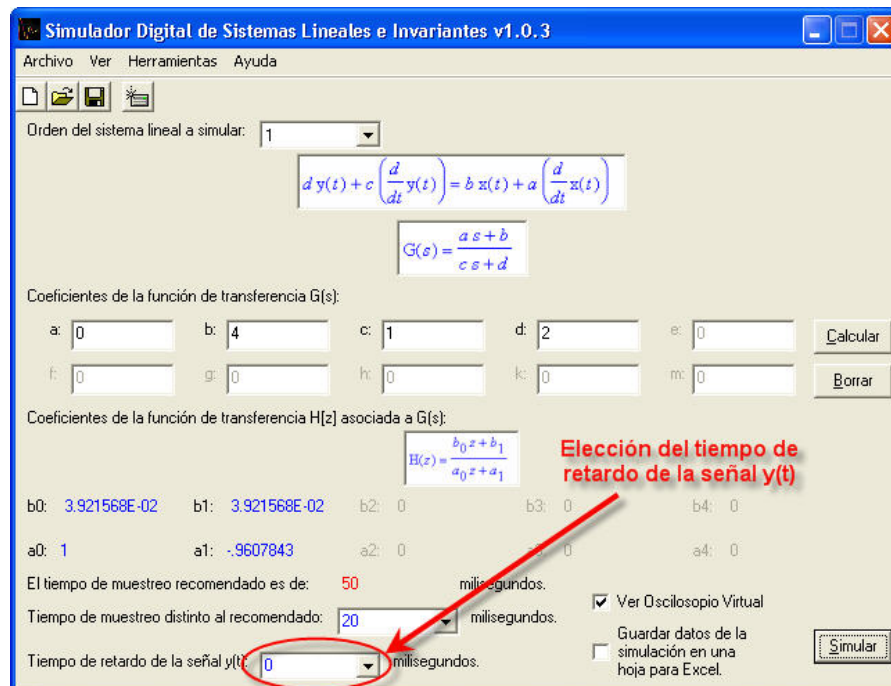 Simulador Digital de Sistemas Lineales e Invariantes v1.0.3
Archivo Ver Herramientas Ayuda
Orden del sistema lineal a simular: 1
d y(t) + c (d/dt y(t)) = b x(t) + a (d/dt x(t))
G(s) = (a s + b)/(c s + d)
Coeficientes de la función de transferencia G(s):
a: 0 b: 4 c: 1 d: 2 e: 0 Calcular
f: 0 g: 0 h: 0 k: 0 m: 0 Borrar
Coeficientes de la función de transferencia H[z] asociada a G(s):
H(z) = (b0 z + b1)/(a0 z + a1)
Elección del tiempo de
retardo de la señal y(t)
b0: 3.921568E-02 b1: 3.921568E-02 b2: 0 b3: 0 b4: 0
a0: 1 a1: -.9607843 a2: 0 0 a4: 0
El tiempo de muestreo recomendado es de: 50 milisegundos.
Tiempo de muestreo distinto al recomendado: 20 milisegundos.
Ver Osciloscopio Virtual
Guardar datos de la
simulación en una
hoja para Excel.
Simular
Tiempo de retardo de la señal y(t): 0 milisegundos.